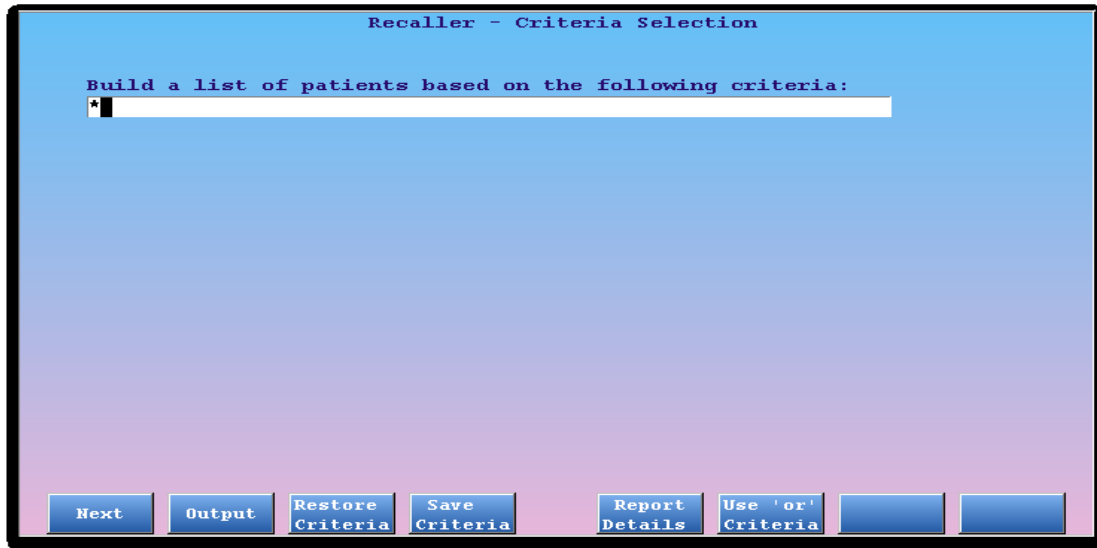 Recaller - Criteria Selection
Build a list of patients based on the following criteria:
*
Next
Output
Restore
Criteria
Save
Criteria
Report
Details
Use 'or'
Criteria